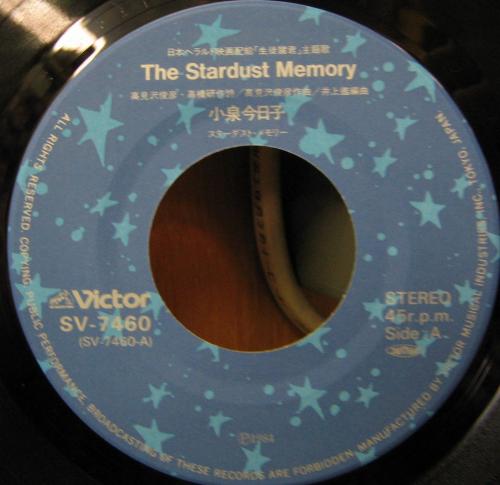 日本ヘラルド映画配給「生徒諸君」主題歌
The Stardust Memory
高見沢俊彦・高橋研作詩/高見沢俊彦作曲/井上鑑編曲
小泉今日子
スターダスト・メモリー
Victor
SV-7460
(SV-7460-A)
STEREO
45r.p.m.
Side A
Ⓟ1984
ALL RIGHTS RESERVED. COPYING, PUBLIC PERFORMANCE, BROADCASTING OF THESE RECORDS ARE FORBIDDEN. MANUFACTURED BY VICTOR MUSICAL INDUSTRIES, INC. TOKYO, JAPAN.